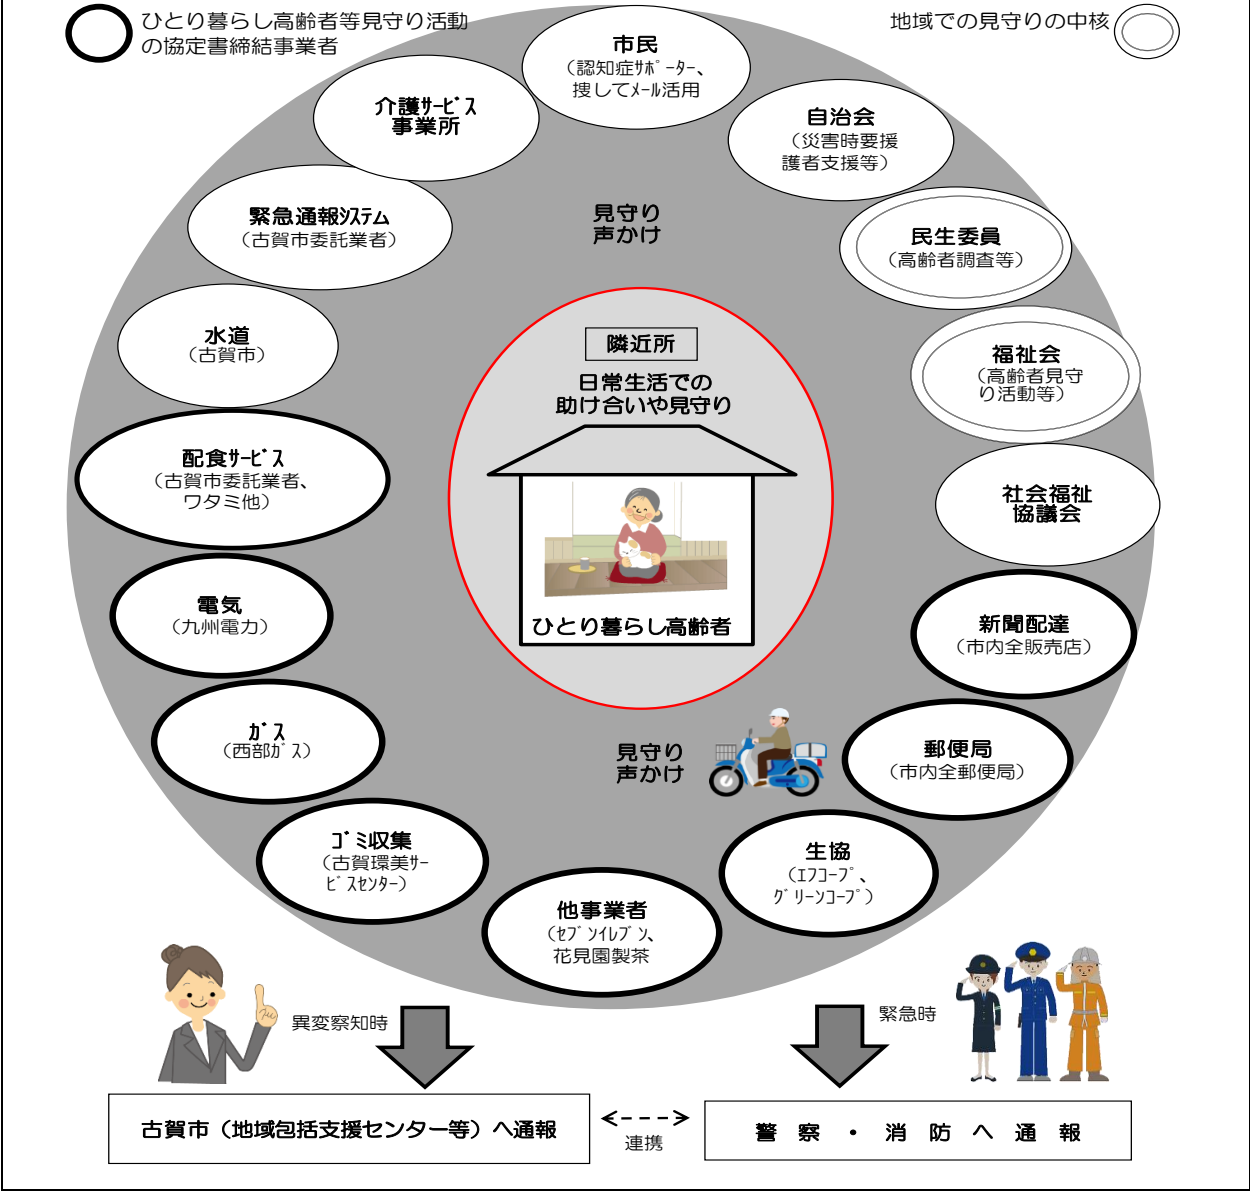 ひとり暮らし高齢者等見守り活動
の協定書締結事業者
地域での見守りの中核
市民
（認知症ｻﾎﾟｰﾀｰ、
捜してﾒｰﾙ活用
自治会
（災害時要援
護者支援等）
介護ｻｰﾋﾞｽ
事業所
緊急通報ｼｽﾃﾑ
（古賀市委託業者）
見守り
声かけ
民生委員
（高齢者調査等）
水道
（古賀市）
隣近所
日常生活での
助け合いや見守り
福祉会
（高齢者見守
り活動等）
配食ｻｰﾋﾞｽ
（古賀市委託業者、
ワタミ他）
社会福祉
協議会
電気
（九州電力）
ひとり暮らし高齢者
新聞配達
（市内全販売店）
ｶﾞｽ
（西部ｶﾞｽ）
見守り
声かけ
郵便局
（市内全郵便局）
ｺﾞﾐ収集
（古賀環美ｻｰ
ﾋﾞｽｾﾝﾀｰ）
生協
（ｴﾌｺｰﾌﾟ、
ｸﾞﾘｰﾝｺｰﾌﾟ）
他事業者
（ｾﾌﾞﾝｲﾚﾌﾞﾝ、
花見園製茶
異変察知時
緊急時
古賀市（地域包括支援センター等）へ通報
連携
警察・消防へ通報